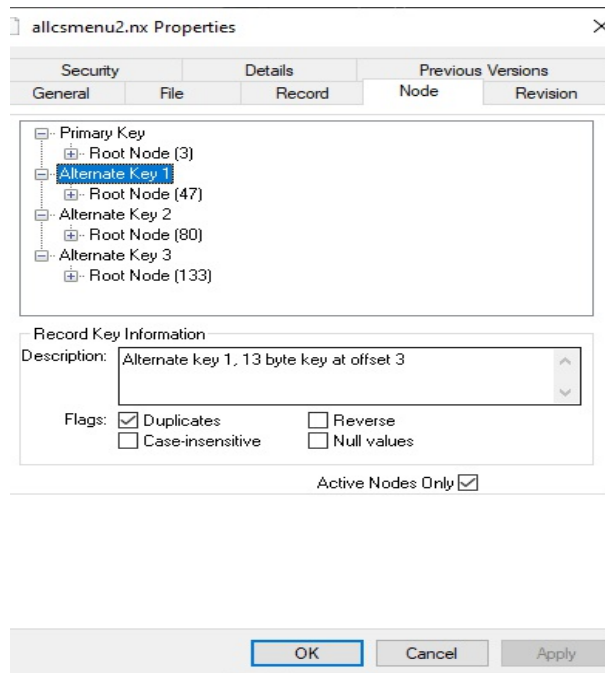 allcsmenu2.nx Properties
Security Details Previous Versions
General File Record Node Revision
Primary Key
Root Node (3)
Alternate Key 1
Root Node (47)
Alternate Key 2
Root Node (80)
Alternate Key 3
Root Node (133)
Record Key Information
Description: Alternate key 1, 13 byte key at offset 3
Flags: Duplicates Reverse
Case-insensitive Null values
Active Nodes Only
OK Cancel Apply